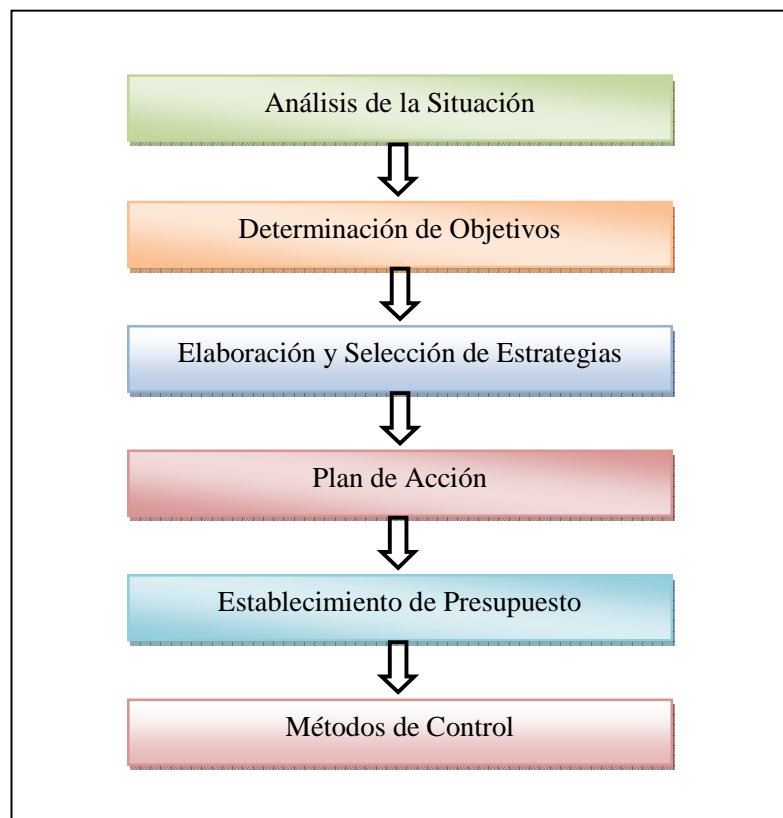 Análisis de la Situación
Determinación de Objetivos
Elaboración y Selección de Estrategias
Plan de Acción
Establecimiento de Presupuesto
Métodos de Control